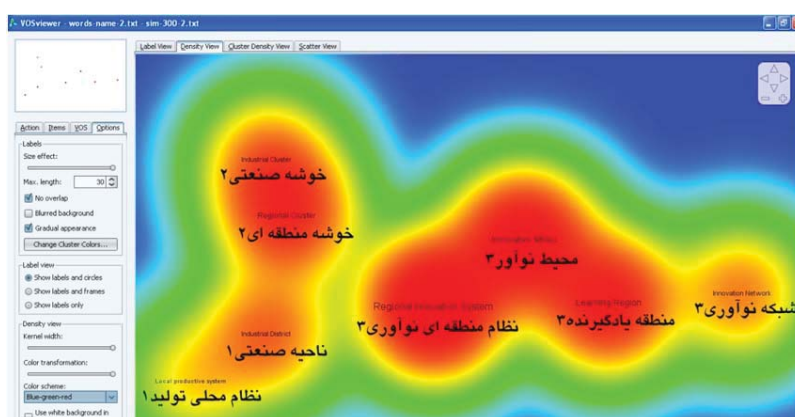 VOSviewer - words-name-2.txt - sim-300-2.txt
Label View Density View Cluster Density View Scatter View
Action Items VOS Options
Labels
Size effect:
Max. length: 30
No overlap
Blurred background
Gradual appearance
Change Cluster Colors...
Label view
Show labels and circles
Show labels and frames
Show labels only
Density view
Kernel width:
Color transformation:
Color scheme:
Blue-green-red
Use white background in
Industrial Cluster
خوشه صنعتی۲
Regional Cluster
خوشه منطقه ای۲
Innovative Milieu
محیط نوآور۳
Regional Innovation System
نظام منطقه ای نوآوری۳
Learning Region
منطقه یادگیرنده۳
Innovation Network
شبکه نوآوری۳
Industrial District
ناحیه صنعتی۱
Local productive system
نظام محلی تولید۱